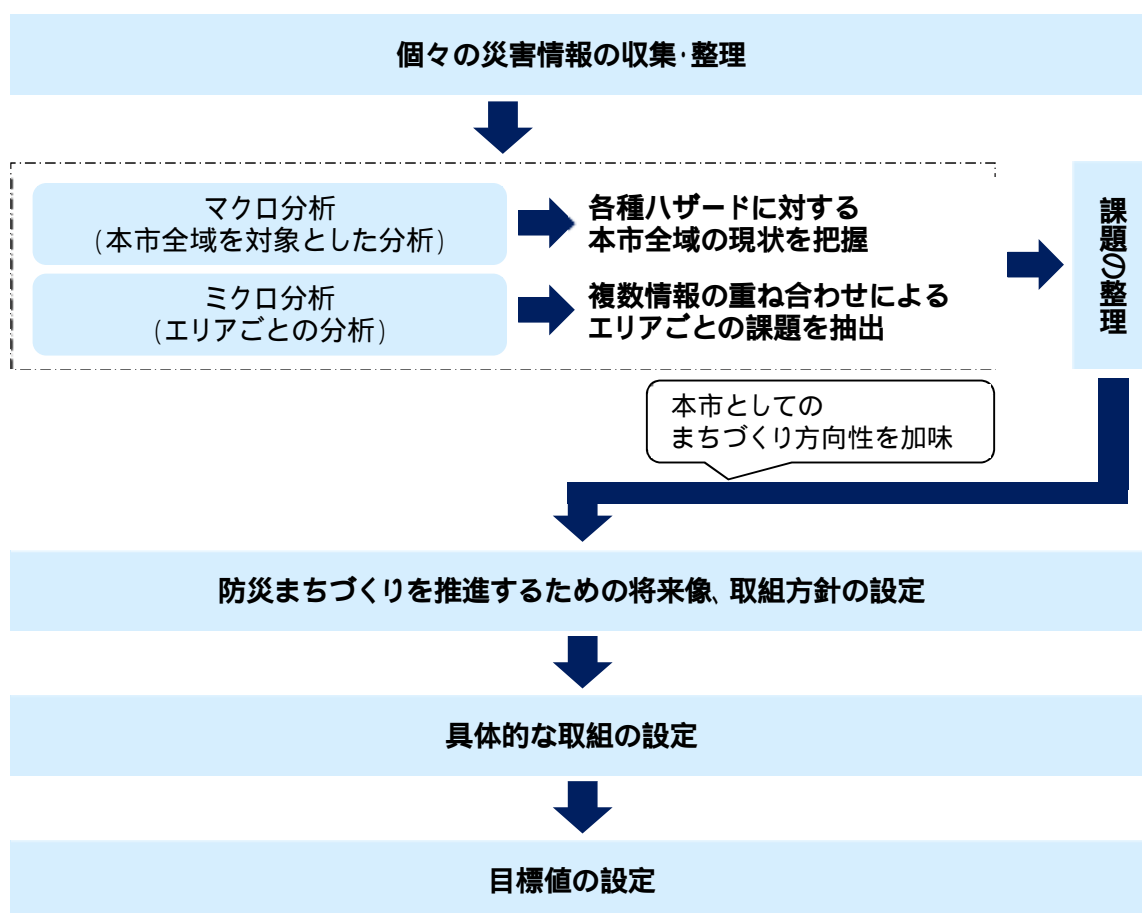 個々の災害情報の収集･整理
マクロ分析
(本市全域を対象とした分析)
各種ハザードに対する
本市全域の現状を把握
ミクロ分析
(エリアごとの分析)
複数情報の重ね合わせによる
エリアごとの課題を抽出
課題の整理
本市としての
まちづくり方向性を加味
防災まちづくりを推進するための将来像、取組方針の設定
具体的な取組の設定
目標値の設定